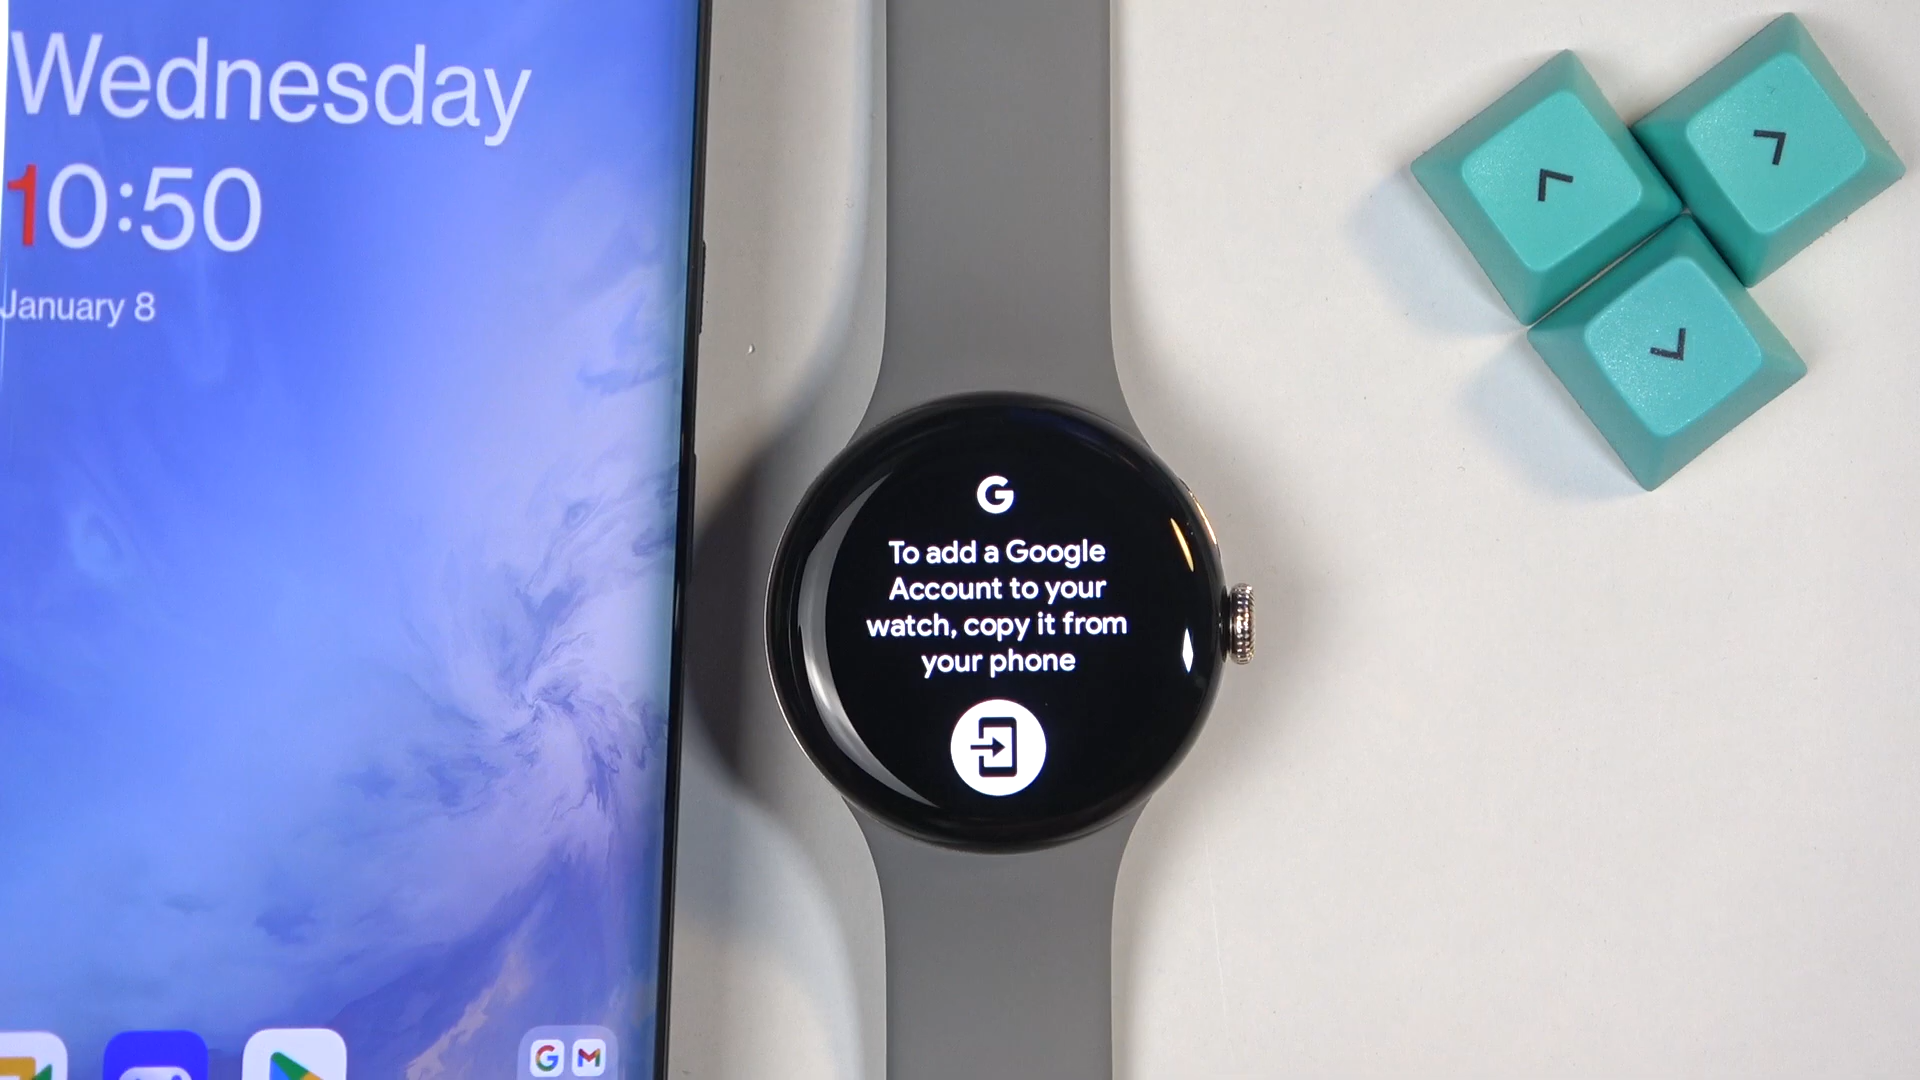 Wednesday
10:50
January 8
G
To add a Google
Account to your
watch, copy it from
your phone
G M